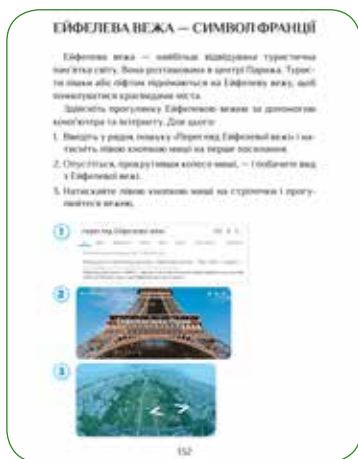 ЕЙФЕЛЕВА ВЕЖА — СИМВОЛ ФРАНЦІЇ
Ейфелева вежа — найбільш відвідувана туристична
пам'ятка світу. Вона розташована в центрі Парижа. Турис-
ти пішки або ліфтом піднімаються на Ейфелеву вежу, щоб
помилуватися краєвидами міста.
Здійсніть прогулянку Ейфелевою вежею за допомогою
комп'ютера та інтернету. Для цього:
1. Введіть у рядок пошуку «Перегляд Ейфелевої вежі» і на-
тисніть лівою кнопкою миші на перше посилання.
2. Опустіться, прокрутивши колесо миші, — і побачите вид
з Ейфелевої вежі.
3. Натискайте лівою кнопкою миші на стрілочки і прогу-
ляйтеся вежею.
1
перегляд Ейфелевої вежі
2
3
152